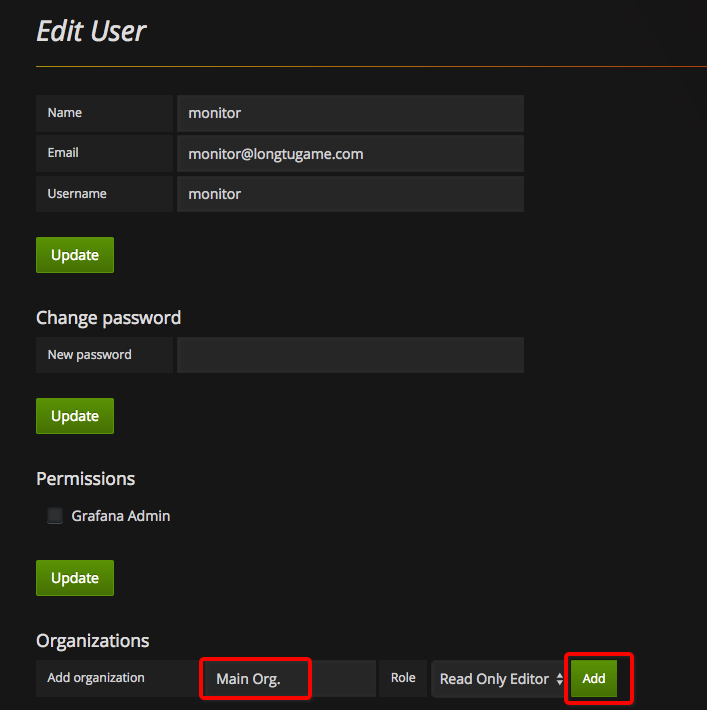 Edit User
Name monitor
Email monitor@longtugame.com
Username monitor
Update
Change password
New password
Update
Permissions
Grafana Admin
Update
Organizations
Add organization Main Org. Role Read Only Editor Add